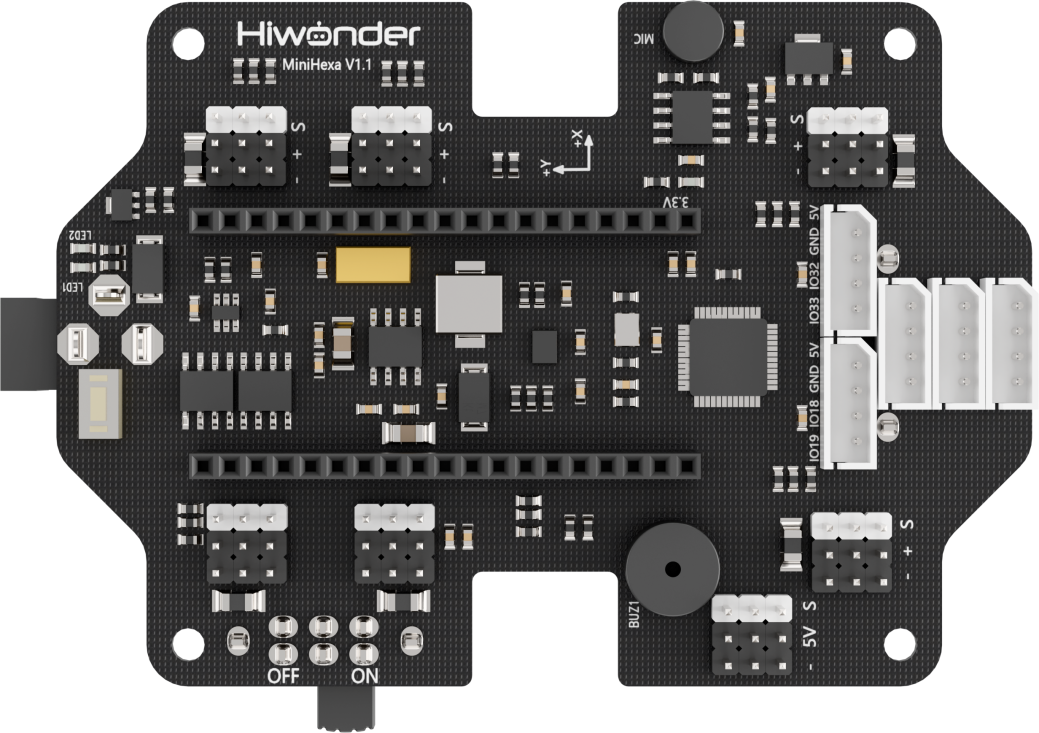 Hiwonder
MiniHexa V1.1
MIC
S
+
-
S
+
-
S
+
+X
+Y
3.3V
LED2
LED1
IO33 IO32 GND 5V
IO19 IO18 GND 5V
S
+
-
BUZ1
- 5V S
OFF
ON